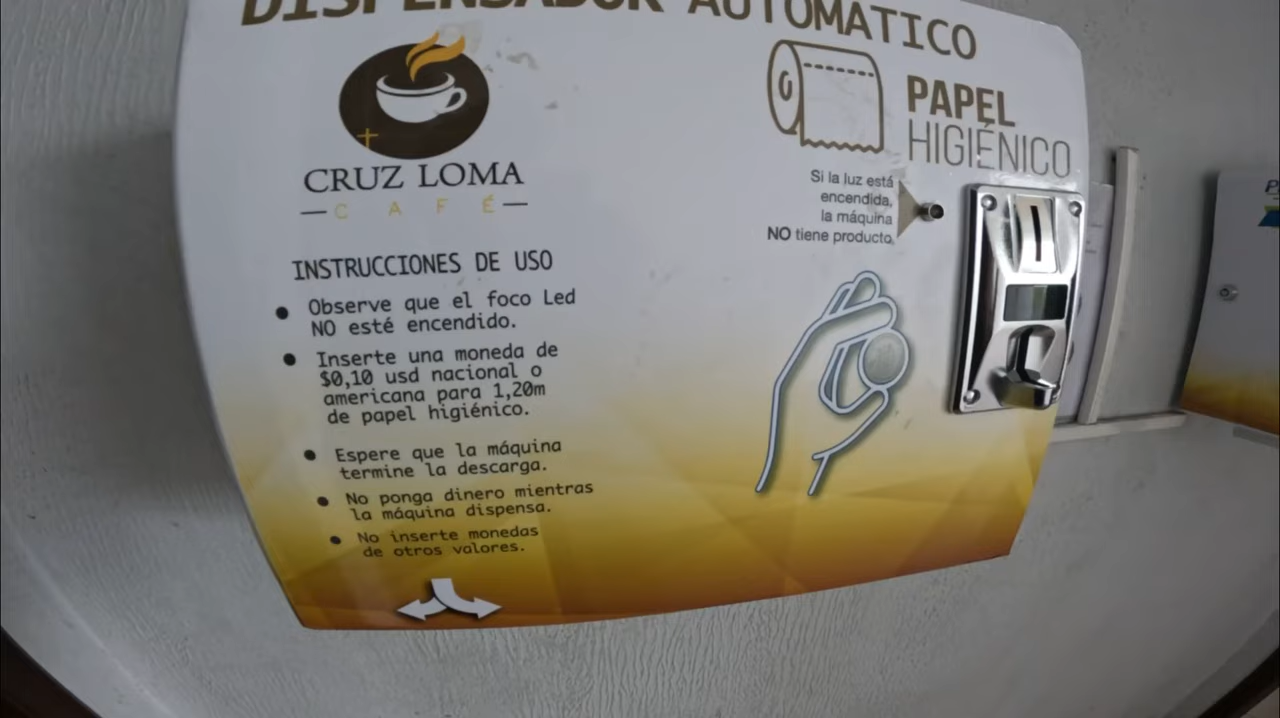 DISPENSADOR AUTOMATICO
CRUZ LOMA
CAFÉ
INSTRUCCIONES DE USO
Observe que el foco Led
NO esté encendido.
Inserte una moneda de
$0,10 usd nacional o
americana para 1,20m
de papel higiénico.
Espere que la máquina
termine la descarga.
No ponga dinero mientras
la máquina dispensa.
No inserte monedas
de otros valores.
PAPEL
HIGIÉNICO
Si la luz está
encendida,
la máquina
NO tiene producto.